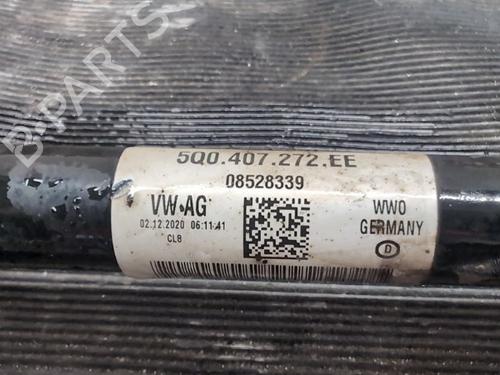 B-PARTS
5Q0.407.272.EE
08528339
VW-AG
02.12.2020 06:11:41
CL8
WWO
GERMANY
D